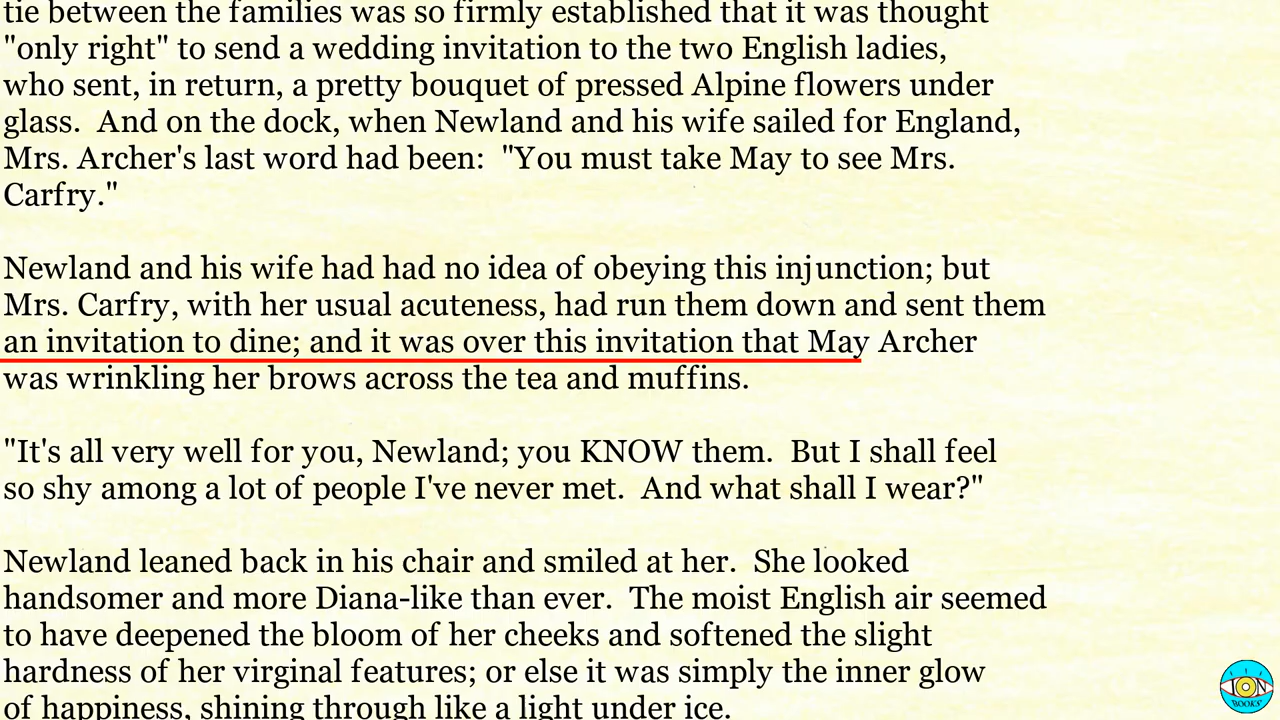 tie between the families was so firmly established that it was thought
"only right" to send a wedding invitation to the two English ladies,
who sent, in return, a pretty bouquet of pressed Alpine flowers under
glass.  And on the dock, when Newland and his wife sailed for England,
Mrs. Archer's last word had been:  "You must take May to see Mrs.
Carfry."
Newland and his wife had had no idea of obeying this injunction; but
Mrs. Carfry, with her usual acuteness, had run them down and sent them
an invitation to dine; and it was over this invitation that May Archer
was wrinkling her brows across the tea and muffins.
"It's all very well for you, Newland; you KNOW them.  But I shall feel
so shy among a lot of people I've never met.  And what shall I wear?"
Newland leaned back in his chair and smiled at her.  She looked
handsomer and more Diana-like than ever.  The moist English air seemed
to have deepened the bloom of her cheeks and softened the slight
hardness of her virginal features; or else it was simply the inner glow
of happiness, shining through like a light under ice.
ION
BOOKS